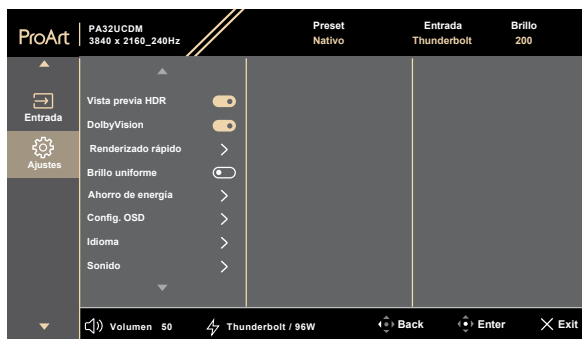 ProArt
PA32UCDM
3840 x 2160_240Hz
Preset
Nativo
Entrada
Thunderbolt
Brillo
200
Entrada
Ajustes
Vista previa HDR
DolbyVision
Renderizado rápido
Brillo uniforme
Ahorro de energía
Config. OSD
Idioma
Sonido
Volumen 50
Thunderbolt / 96W
Back
Enter
Exit